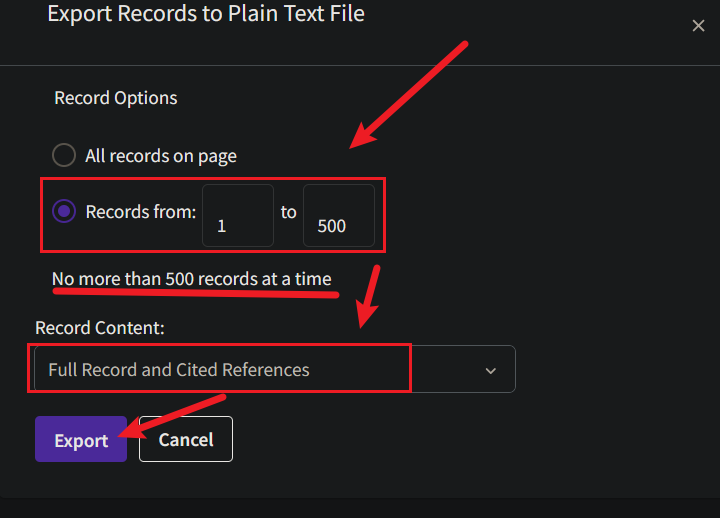 Export Records to Plain Text File
Record Options
All records on page
Records from: 1 to 500
No more than 500 records at a time
Record Content:
Full Record and Cited References
Export Cancel